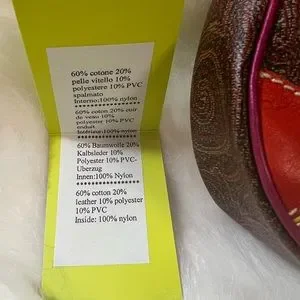 60% cotone 20%
pelle vitello 10%
polyestere 10% PVC
spalmato
Interno:100% nylon
60% coton 20% cuir
de veau 10%
polyester 10% PVC
enduit
Intérieur:100% nylon
60% Baumwolle 20%
Kalbsleder 10%
Polyester 10% PVC-
Uberzug
Innen:100% Nylon
60% cotton 20%
leather 10% polyester
10% PVC
Inside: 100% nylon